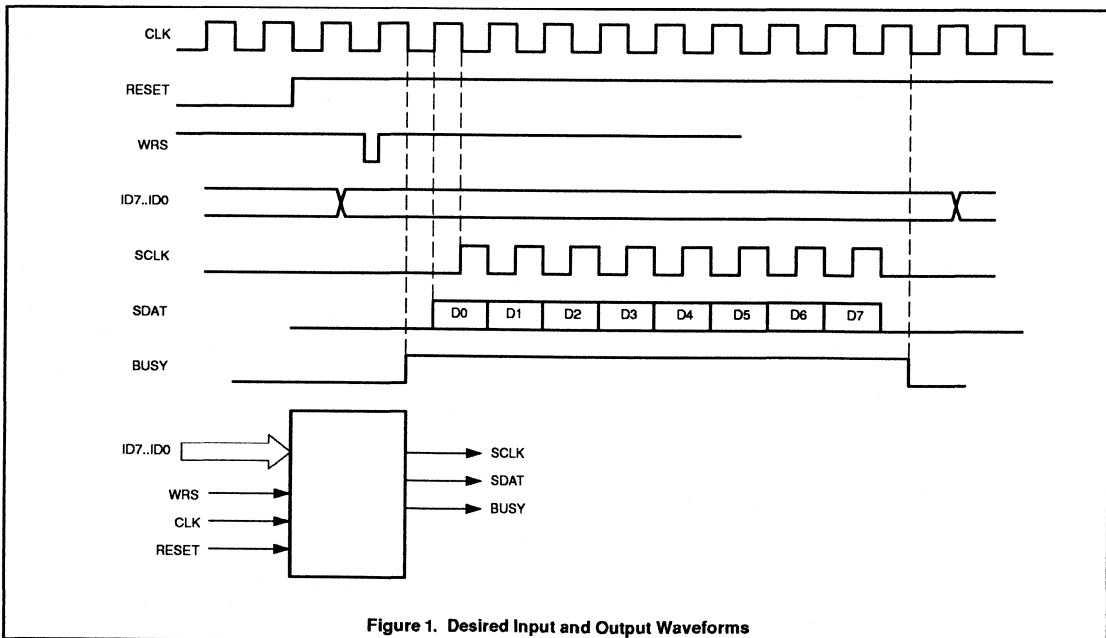 CLK
RESET
WRS
ID7..ID0
SCLK
SDAT
D0 D1 D2 D3 D4 D5 D6 D7
BUSY
ID7..ID0
WRS
CLK
RESET
SCLK
SDAT
BUSY
Figure 1. Desired Input and Output Waveforms